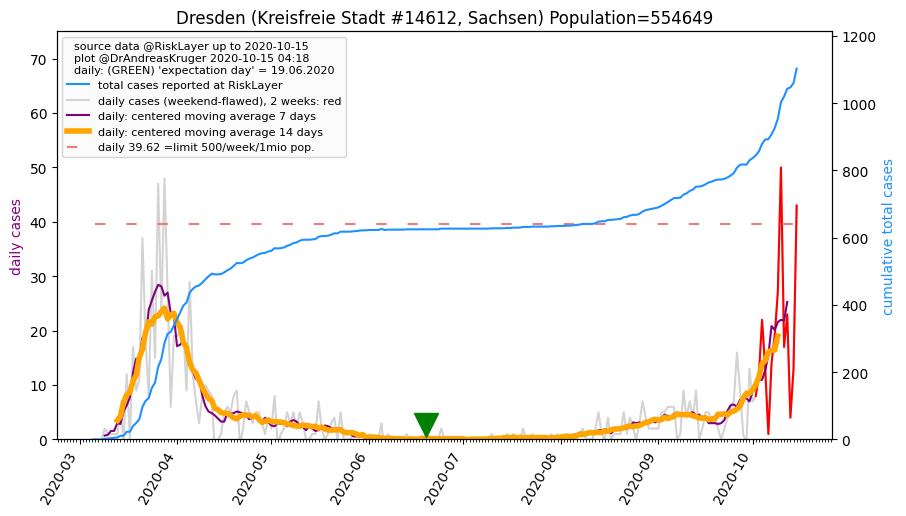 Dresden (Kreisfreie Stadt #14612, Sachsen) Population=554649
source data @RiskLayer up to 2020-10-15
plot @DrAndreasKruger 2020-10-15 04:18
daily: (GREEN) 'expectation day' = 19.06.2020
total cases reported at RiskLayer
daily cases (weekend-flawed), 2 weeks: red
daily: centered moving average 7 days
daily: centered moving average 14 days
daily 39.62 =limit 500/week/1mio pop.
daily cases
70
60
50
40
30
20
10
0
1200
1000
800
600
400
200
0
cumulative total cases
2020-03
2020-04
2020-05
2020-06
2020-07
2020-08
2020-09
2020-10